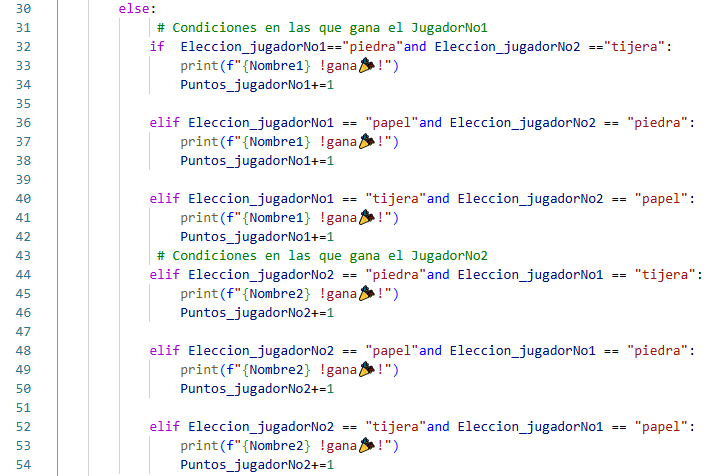 30 else:
31 # Condiciones en las que gana el JugadorNo1
32 if  Eleccion_jugadorNo1=="piedra"and Eleccion_jugadorNo2 =="tijera":
33 print(f"{Nombre1} !gana🎉!")
34 Puntos_jugadorNo1+=1
35
36 elif Eleccion_jugadorNo1 == "papel"and Eleccion_jugadorNo2 == "piedra":
37 print(f"{Nombre1} !gana🎉!")
38 Puntos_jugadorNo1+=1
39
40 elif Eleccion_jugadorNo1 == "tijera"and Eleccion_jugadorNo2 == "papel":
41 print(f"{Nombre1} !gana🎉!")
42 Puntos_jugadorNo1+=1
43 # Condiciones en las que gana el JugadorNo2
44 elif Eleccion_jugadorNo2 == "piedra"and Eleccion_jugadorNo1 == "tijera":
45 print(f"{Nombre2} !gana🎉!")
46 Puntos_jugadorNo2+=1
47
48 elif Eleccion_jugadorNo2 == "papel"and Eleccion_jugadorNo1 == "piedra":
49 print(f"{Nombre2} !gana🎉!")
50 Puntos_jugadorNo2+=1
51
52 elif Eleccion_jugadorNo2 == "tijera"and Eleccion_jugadorNo1 == "papel":
53 print(f"{Nombre2} !gana🎉!")
54 Puntos_jugadorNo2+=1